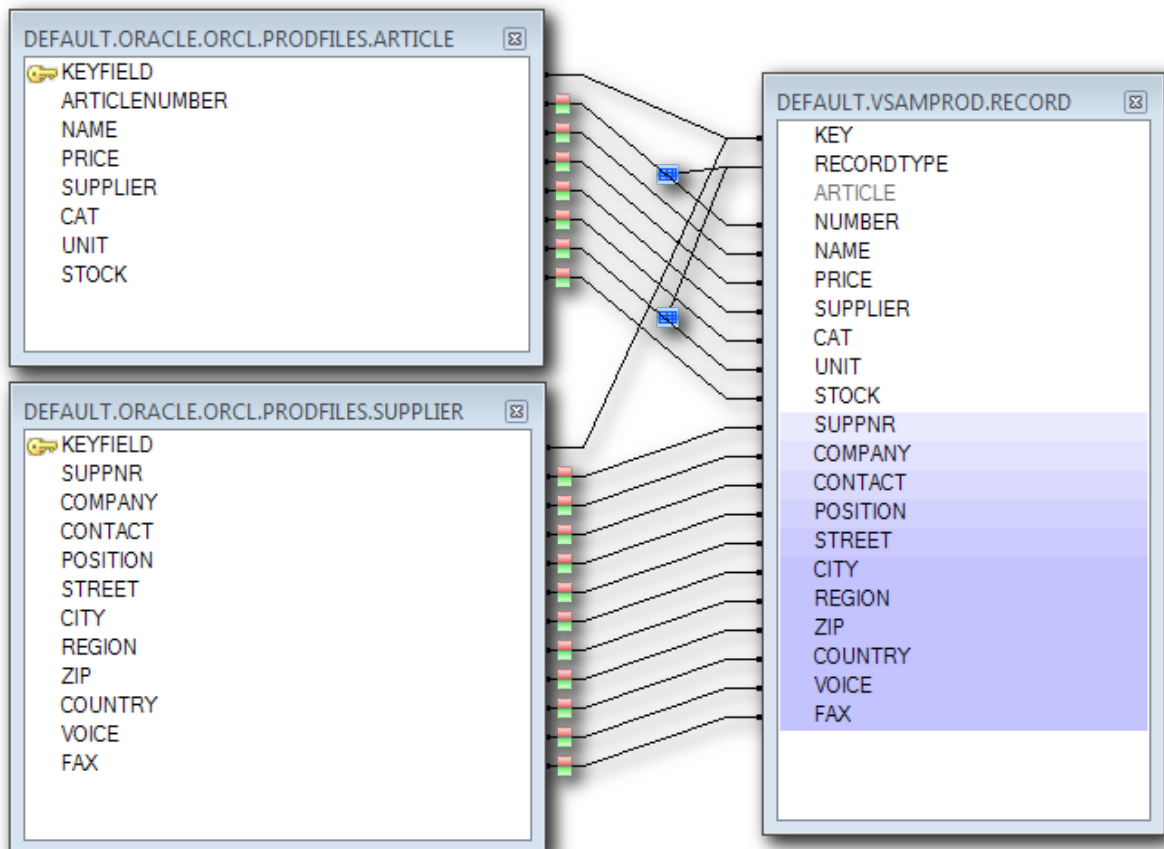 DEFAULT.ORACLE.ORCL.PRODFILES.ARTICLE
KEYFIELD
ARTICLENUMBER
NAME
PRICE
SUPPLIER
CAT
UNIT
STOCK
DEFAULT.ORACLE.ORCL.PRODFILES.SUPPLIER
KEYFIELD
SUPPNR
COMPANY
CONTACT
POSITION
STREET
CITY
REGION
ZIP
COUNTRY
VOICE
FAX
DEFAULT.VSAMPROD.RECORD
KEY
RECORDTYPE
ARTICLE
NUMBER
NAME
PRICE
SUPPLIER
CAT
UNIT
STOCK
SUPPNR
COMPANY
CONTACT
POSITION
STREET
CITY
REGION
ZIP
COUNTRY
VOICE
FAX